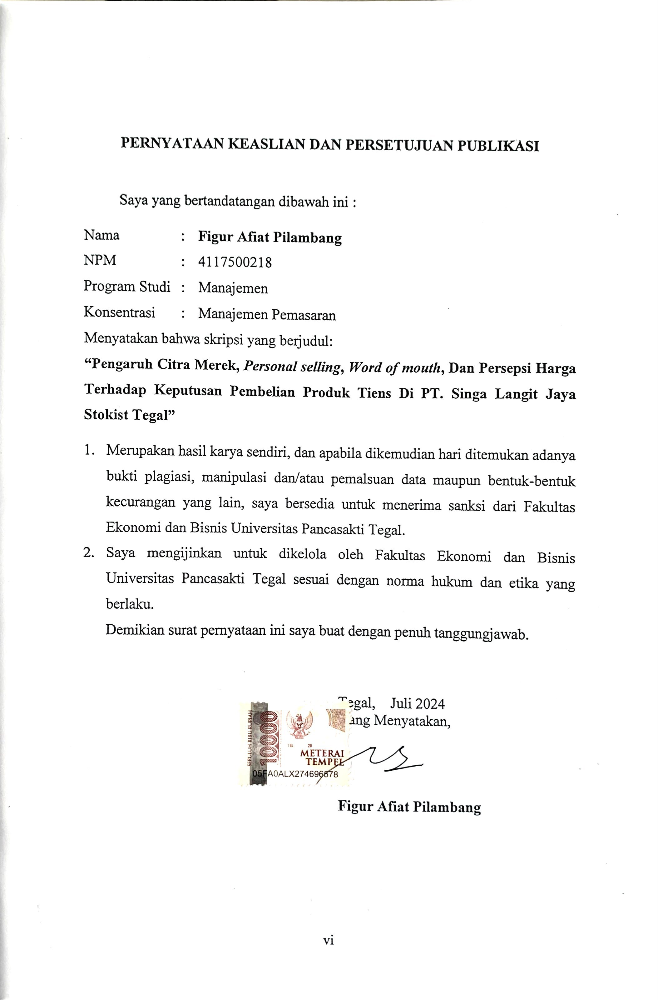 PERNYATAAN KEASLIAN DAN PERSETUJUAN PUBLIKASI
Saya yang bertandatangan dibawah ini :
Nama : Figur Afiat Pilambang
NPM : 4117500218
Program Studi : Manajemen
Konsentrasi : Manajemen Pemasaran
Menyatakan bahwa skripsi yang berjudul:
“Pengaruh Citra Merek, Personal selling, Word of mouth, Dan Persepsi Harga
Terhadap Keputusan Pembelian Produk Tiens Di PT. Singa Langit Jaya
Stokist Tegal”
1. Merupakan hasil karya sendiri, dan apabila dikemudian hari ditemukan adanya
bukti plagiasi, manipulasi dan/atau pemalsuan data maupun bentuk-bentuk
kecurangan yang lain, saya bersedia untuk menerima sanksi dari Fakultas
Ekonomi dan Bisnis Universitas Pancasakti Tegal.
2. Saya mengijinkan untuk dikelola oleh Fakultas Ekonomi dan Bisnis
Universitas Pancasakti Tegal sesuai dengan norma hukum dan etika yang
berlaku.
Demikian surat pernyataan ini saya buat dengan penuh tanggungjawab.
Tegal, Juli 2024
ang Menyatakan,
SEPULUH RIBU RUPIAH
10000
TGL 20
METERAI
TEMPEL
Figur Afiat Pilambang
vi